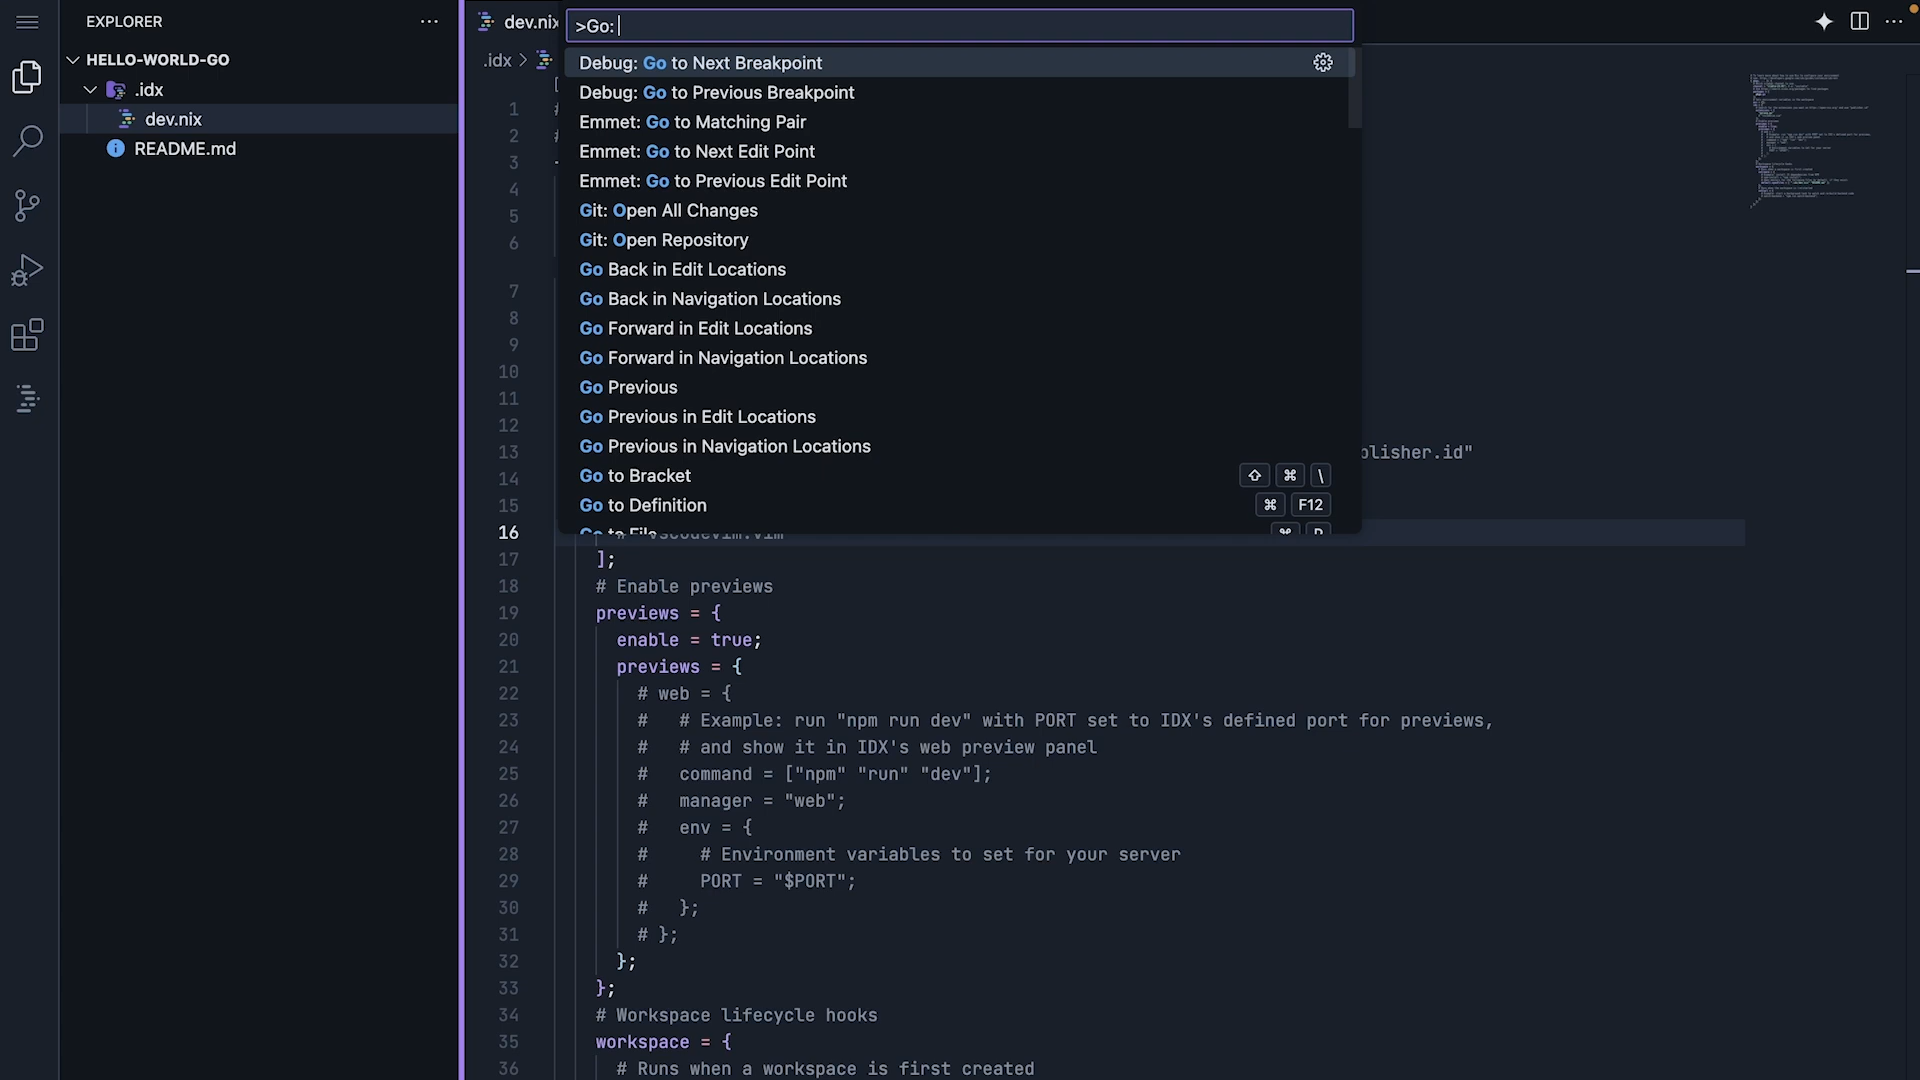 EXPLORER
HELLO-WORLD-GO
.idx
dev.nix
README.md
dev.nix
>Go:
.idx >
Debug: Go to Next Breakpoint
Debug: Go to Previous Breakpoint
Emmet: Go to Matching Pair
Emmet: Go to Next Edit Point
Emmet: Go to Previous Edit Point
Git: Open All Changes
Git: Open Repository
Go Back in Edit Locations
Go Back in Navigation Locations
Go Forward in Edit Locations
Go Forward in Navigation Locations
Go Previous
Go Previous in Edit Locations
Go Previous in Navigation Locations
Go to Bracket ⇧ ⌘ \
Go to Definition ⌘ F12
Go to File ⌘ P
1 #
2 #
3
4
5
6
7
8
9
10
11
12
13 blisher.id"
14
15
16 # "vscodevim.vim"
17 ];
18 # Enable previews
19 previews = {
20 enable = true;
21 previews = {
22 # web = {
23 # # Example: run "npm run dev" with PORT set to IDX's defined port for previews,
24 # # and show it in IDX's web preview panel
25 # command = ["npm" "run" "dev"];
26 # manager = "web";
27 # env = {
28 # # Environment variables to set for your server
29 # PORT = "$PORT";
30 # };
31 # };
32 };
33 };
34 # Workspace lifecycle hooks
35 workspace = {
36 # Runs when a workspace is first created